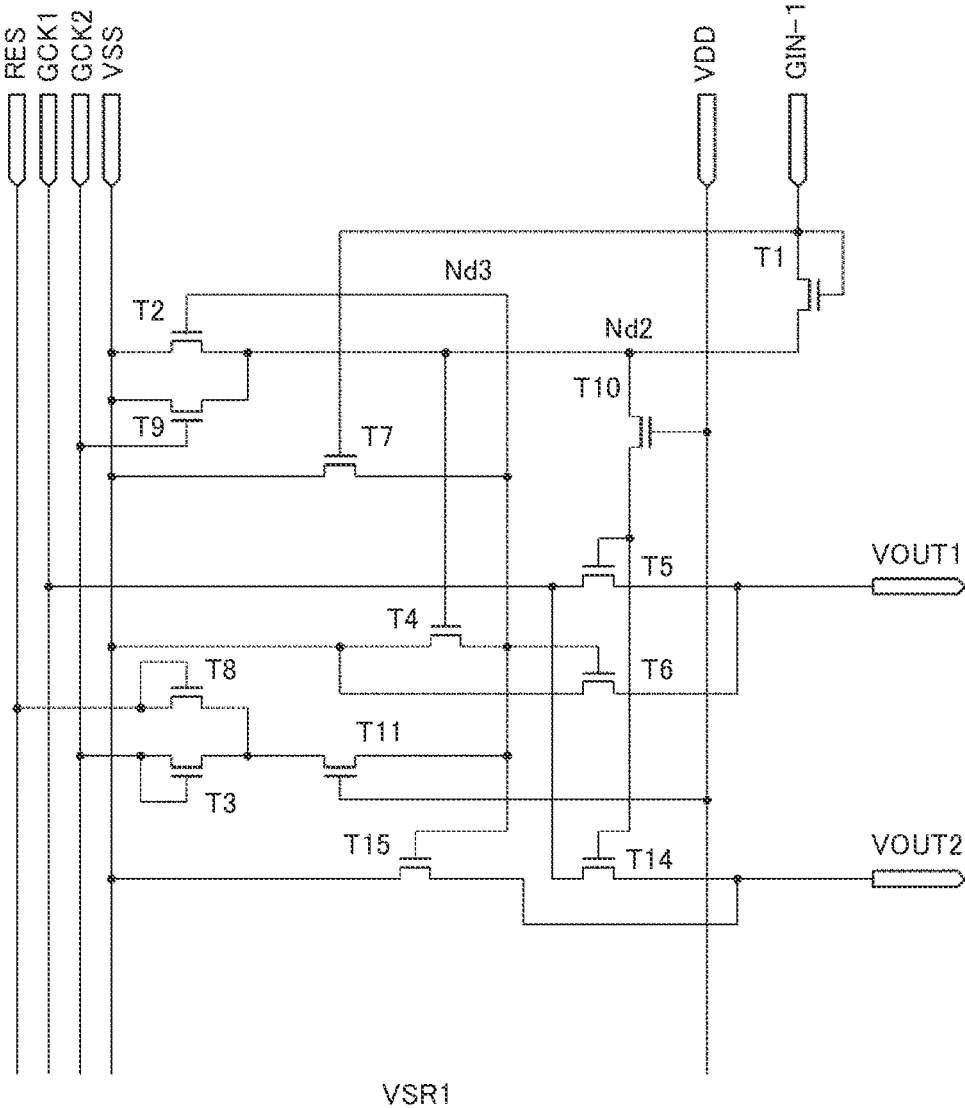 RES
GCK1
GCK2
VSS
VDD
GIN-1
T1
Nd3
T2
Nd2
T10
T9
T7
T5
VOUT1
T4
T8
T6
T11
T3
T15
T14
VOUT2
VSR1